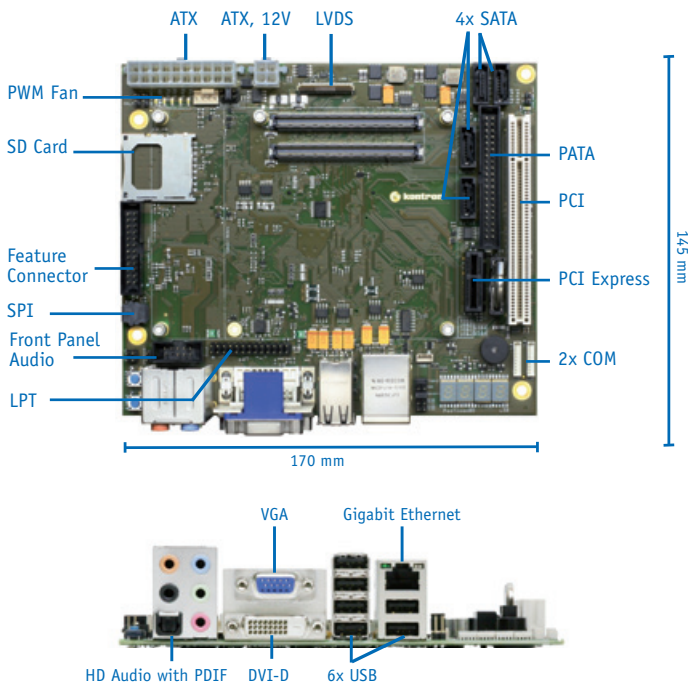 ATX
ATX, 12V
LVDS
4x SATA
PWM Fan
SD Card
PATA
kontron
PCI
145 mm
Feature
Connector
PCI Express
SPI
Front Panel
Audio
2x COM
LPT
170 mm
VGA
Gigabit Ethernet
HD Audio with PDIF
DVI-D
6x USB